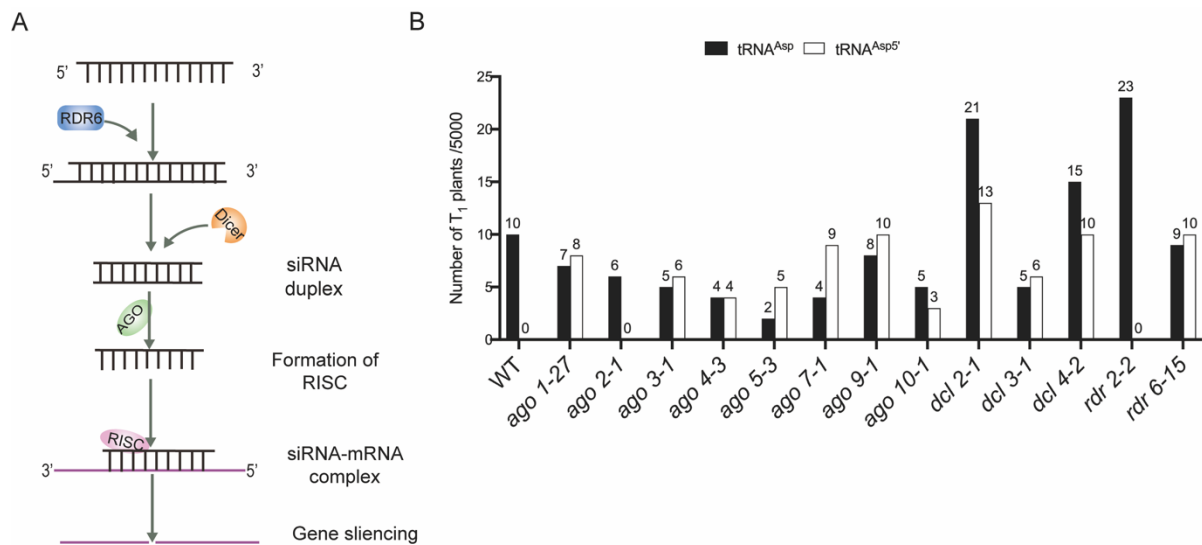 A
5' 3'
RDR6
5' 3'
Dicer
siRNA
duplex
AGO
Formation of
RISC
RISC
3' 5'
siRNA-mRNA
complex
Gene sliencing
B
tRNA^Asp tRNA^Asp5'
Number of T₁ plants /5000
25
20
15
10
5
0
10 0
7 8
6 0
5 6
4 4
2 5
4 9
8 10
5 3
21 13
5 6
15 10
23 0
9 10
WT
ago 1-27
ago 2-1
ago 3-1
ago 4-3
ago 5-3
ago 7-1
ago 9-1
ago 10-1
dcl 2-1
dcl 3-1
dcl 4-2
rdr 2-2
rdr 6-15